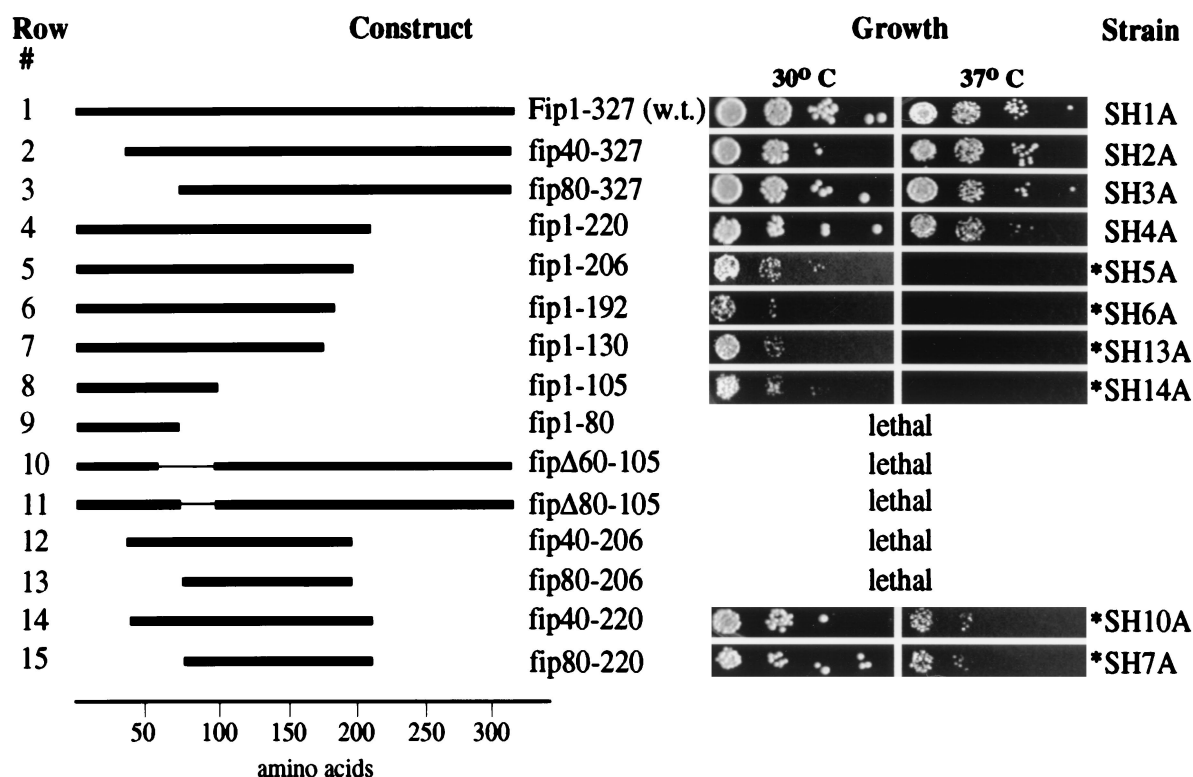 Row # Construct Growth Strain
30° C 37° C
1 Fip1-327 (w.t.) SH1A
2 fip40-327 SH2A
3 fip80-327 SH3A
4 fip1-220 SH4A
5 fip1-206 *SH5A
6 fip1-192 *SH6A
7 fip1-130 *SH13A
8 fip1-105 *SH14A
9 fip1-80 lethal
10 fipΔ60-105 lethal
11 fipΔ80-105 lethal
12 fip40-206 lethal
13 fip80-206 lethal
14 fip40-220 *SH10A
15 fip80-220 *SH7A
50 100 150 200 250 300
amino acids